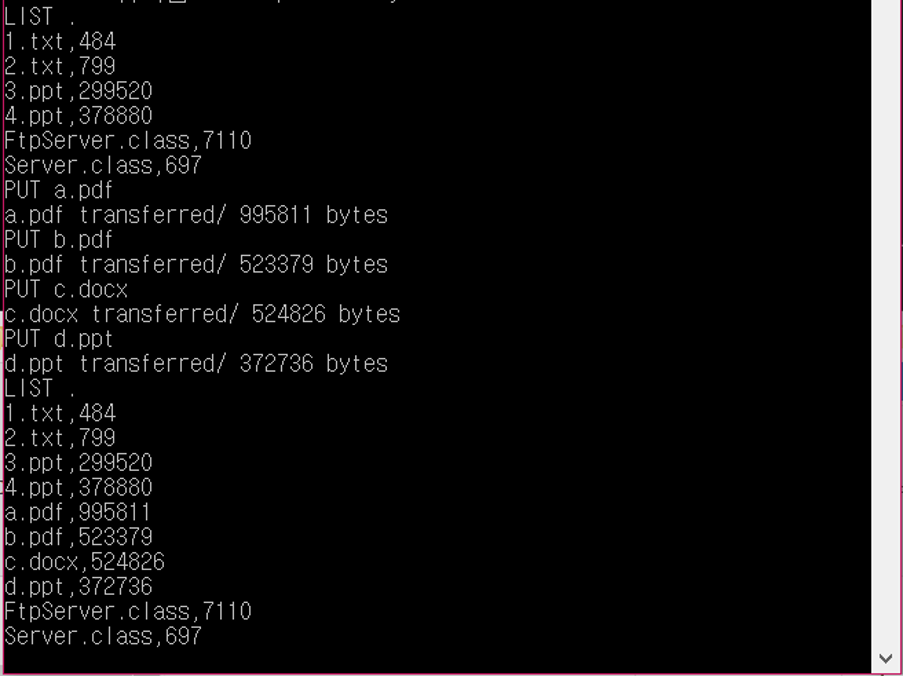 LIST .
1.txt,484
2.txt,799
3.ppt,299520
4.ppt,378880
FtpServer.class,7110
Server.class,697
PUT a.pdf
a.pdf transferred/ 995811 bytes
PUT b.pdf
b.pdf transferred/ 523379 bytes
PUT c.docx
c.docx transferred/ 524826 bytes
PUT d.ppt
d.ppt transferred/ 372736 bytes
LIST .
1.txt,484
2.txt,799
3.ppt,299520
4.ppt,378880
a.pdf,995811
b.pdf,523379
c.docx,524826
d.ppt,372736
FtpServer.class,7110
Server.class,697